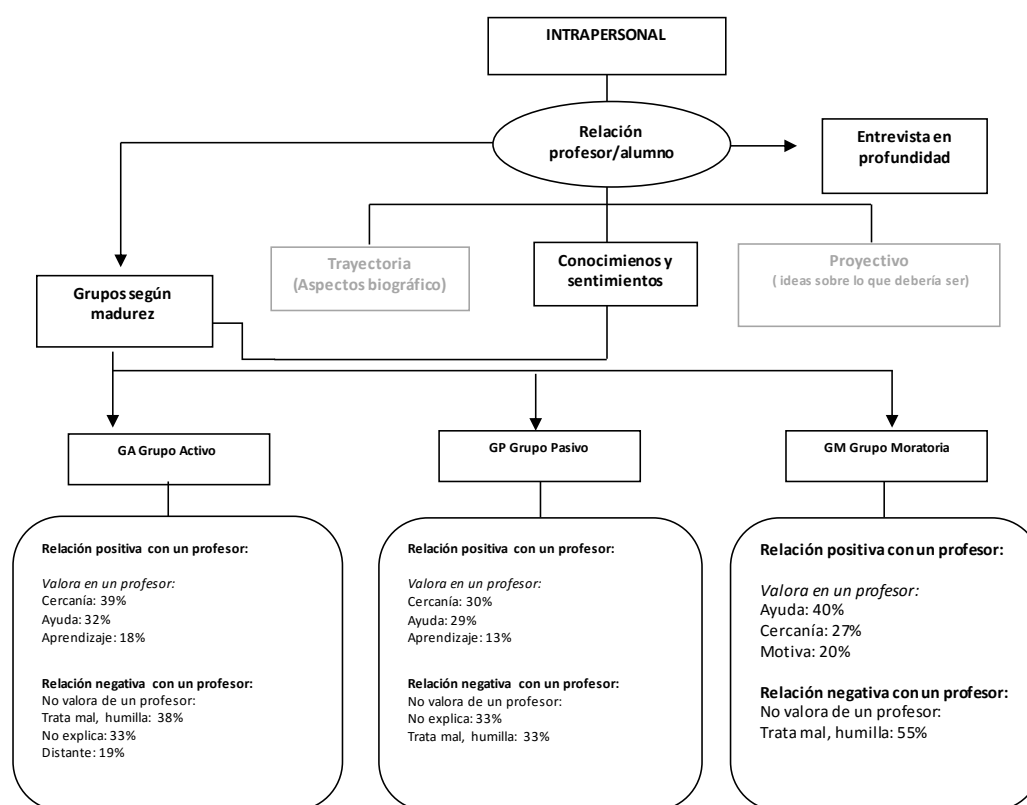 INTRAPERSONAL
Relación
profesor/alumno
Entrevista en
profundidad
Trayectoria
(Aspectos biográfico)
Conocimienos y
sentimientos
Proyectivo
( ideas sobre lo que debería ser)
Grupos según
madurez
GA Grupo Activo
GP Grupo Pasivo
GM Grupo Moratoria
Relación positiva con un profesor:
Valora en un profesor:
Cercanía: 39%
Ayuda: 32%
Aprendizaje: 18%
Relación negativa con un profesor:
No valora de un profesor:
Trata mal, humilla: 38%
No explica: 33%
Distante: 19%
Relación positiva con un profesor:
Valora en un profesor:
Cercanía: 30%
Ayuda: 29%
Aprendizaje: 13%
Relación negativa con un profesor:
No valora de un profesor:
No explica: 33%
Trata mal, humilla: 33%
Relación positiva con un profesor:
Valora en un profesor:
Ayuda: 40%
Cercanía: 27%
Motiva: 20%
Relación negativa con un profesor:
No valora de un profesor:
Trata mal, humilla: 55%